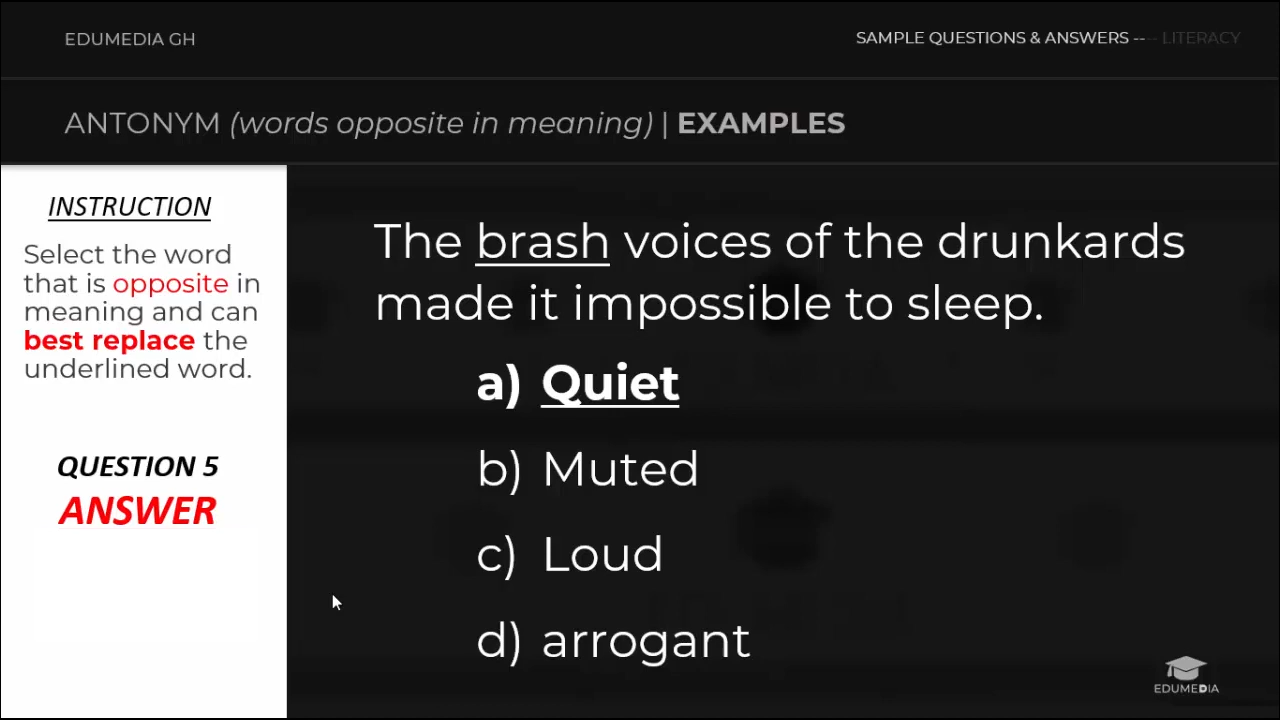 EDUMEDIA GH
SAMPLE QUESTIONS & ANSWERS ---- LITERACY
ANTONYM (words opposite in meaning) | EXAMPLES
INSTRUCTION
Select the word
that is opposite in
meaning and can
best replace the
underlined word.
QUESTION 5
ANSWER
The brash voices of the drunkards
made it impossible to sleep.
a) Quiet
b) Muted
c) Loud
d) arrogant
EDUMEDIA